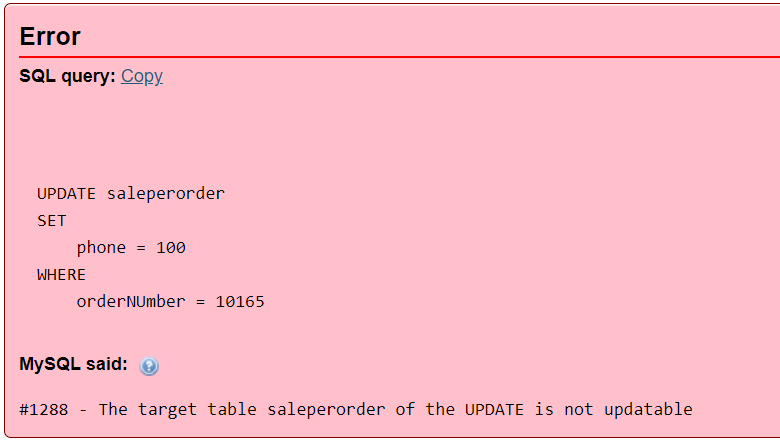 Error
SQL query: Copy
UPDATE saleperorder
SET
phone = 100
WHERE
orderNUmber = 10165
MySQL said: ?
#1288 - The target table saleperorder of the UPDATE is not updatable